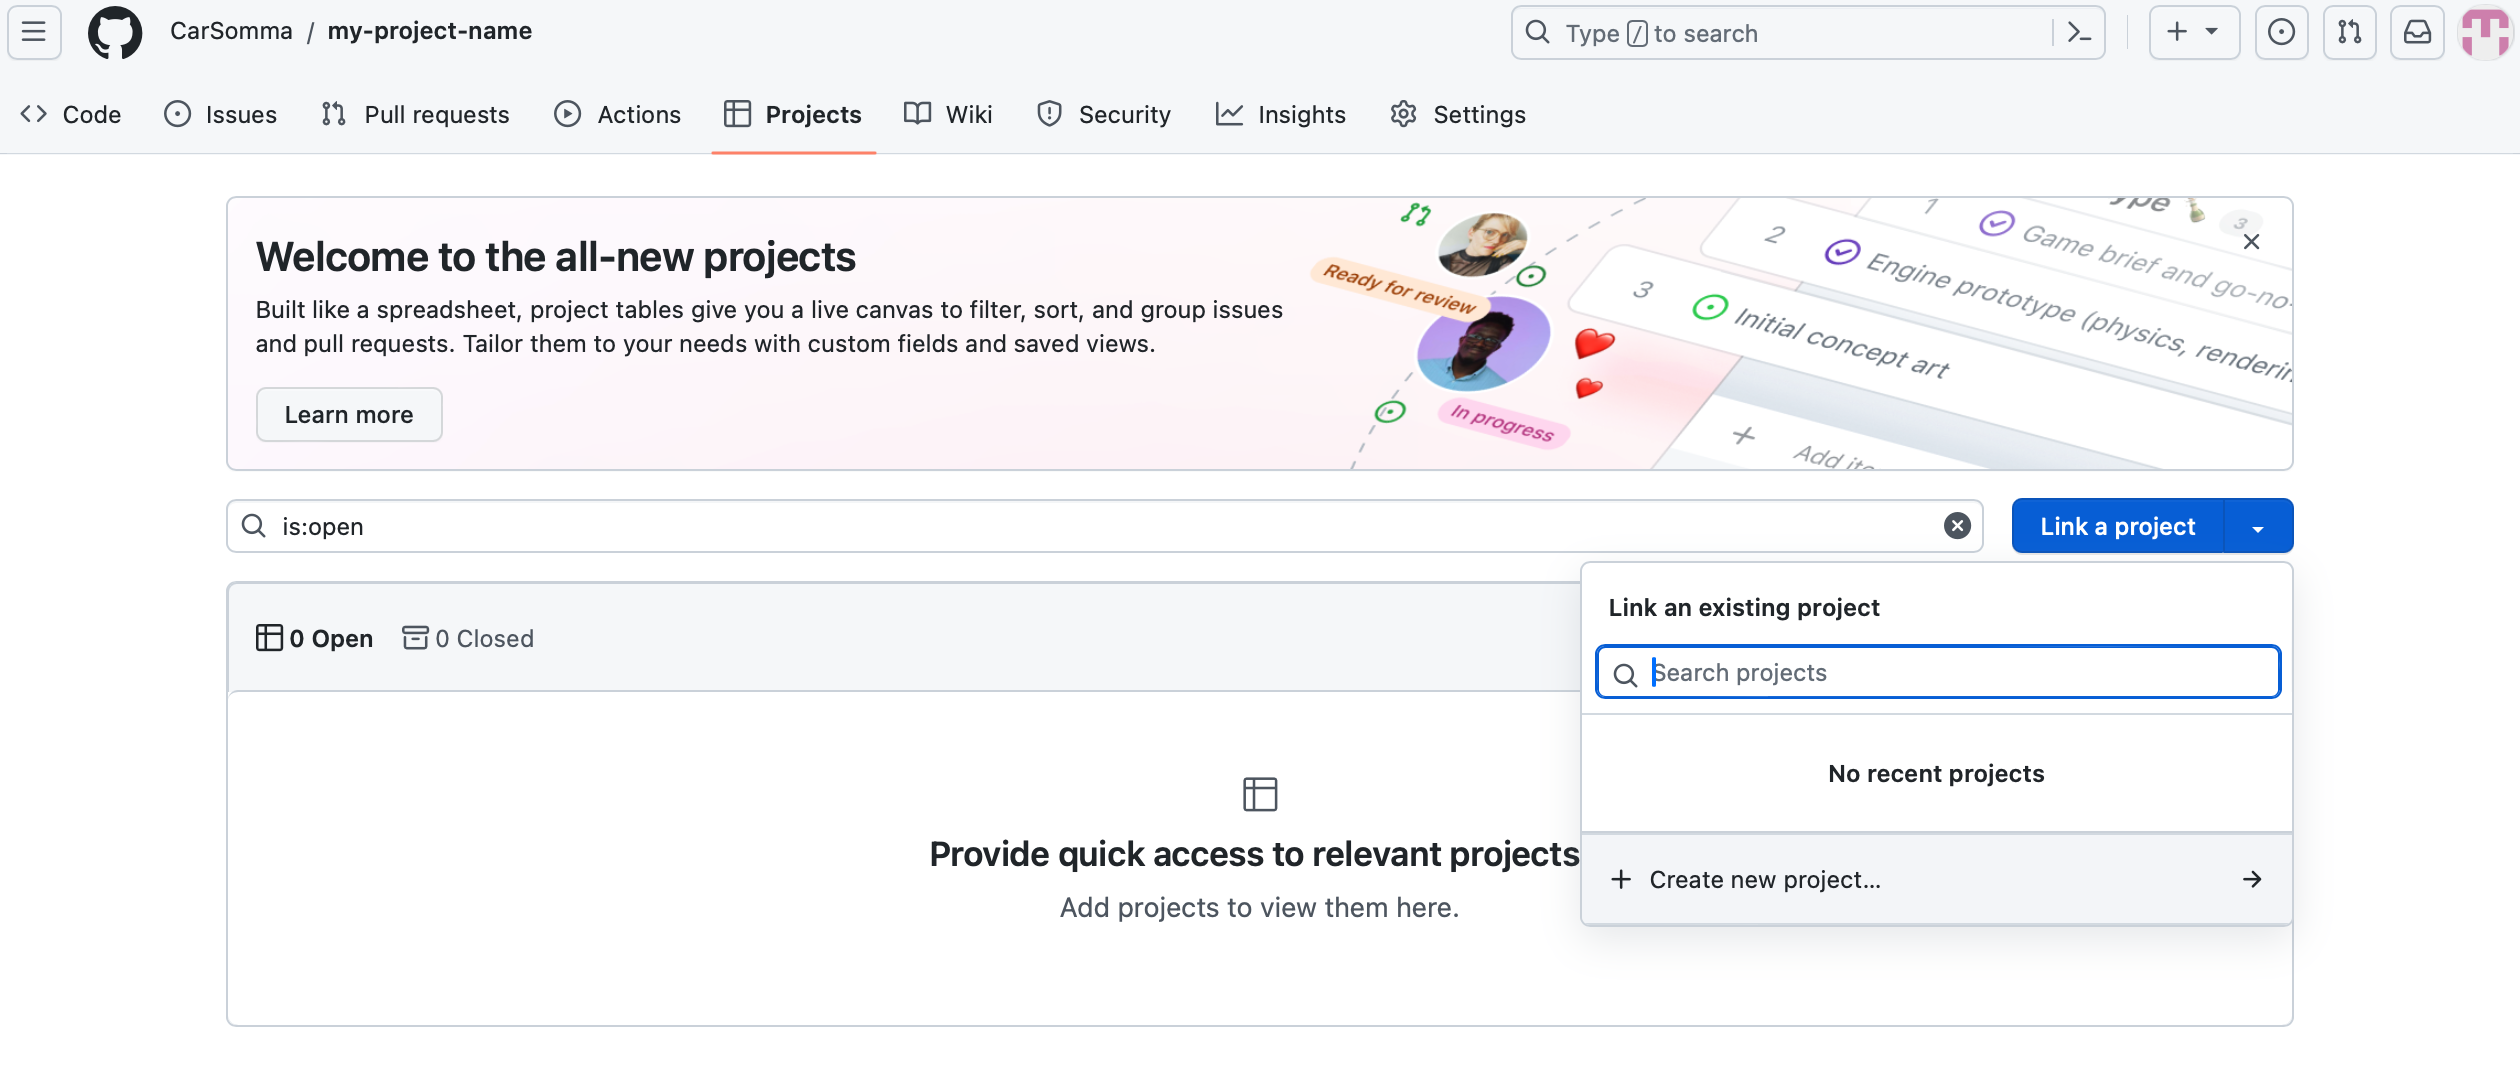 CarSomma / my-project-name
Type / to search
Code Issues Pull requests Actions Projects Wiki Security Insights Settings
Welcome to the all-new projects
Built like a spreadsheet, project tables give you a live canvas to filter, sort, and group issues
and pull requests. Tailor them to your needs with custom fields and saved views.
Learn more
Ready for review
In progress
3
1 Game brief and go-no-
2 Engine prototype (physics, renderin
3 Initial concept art
+ Add ite
is:open
Link a project
0 Open 0 Closed
Link an existing project
Search projects
No recent projects
Create new project...
Provide quick access to relevant projects
Add projects to view them here.